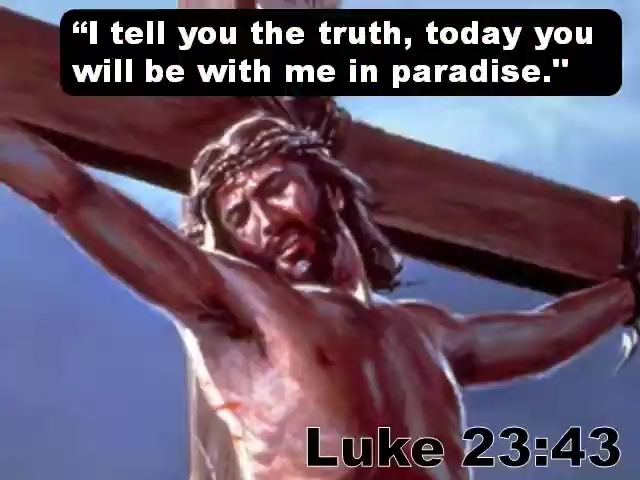 “I tell you the truth, today you
will be with me in paradise."
Luke 23:43